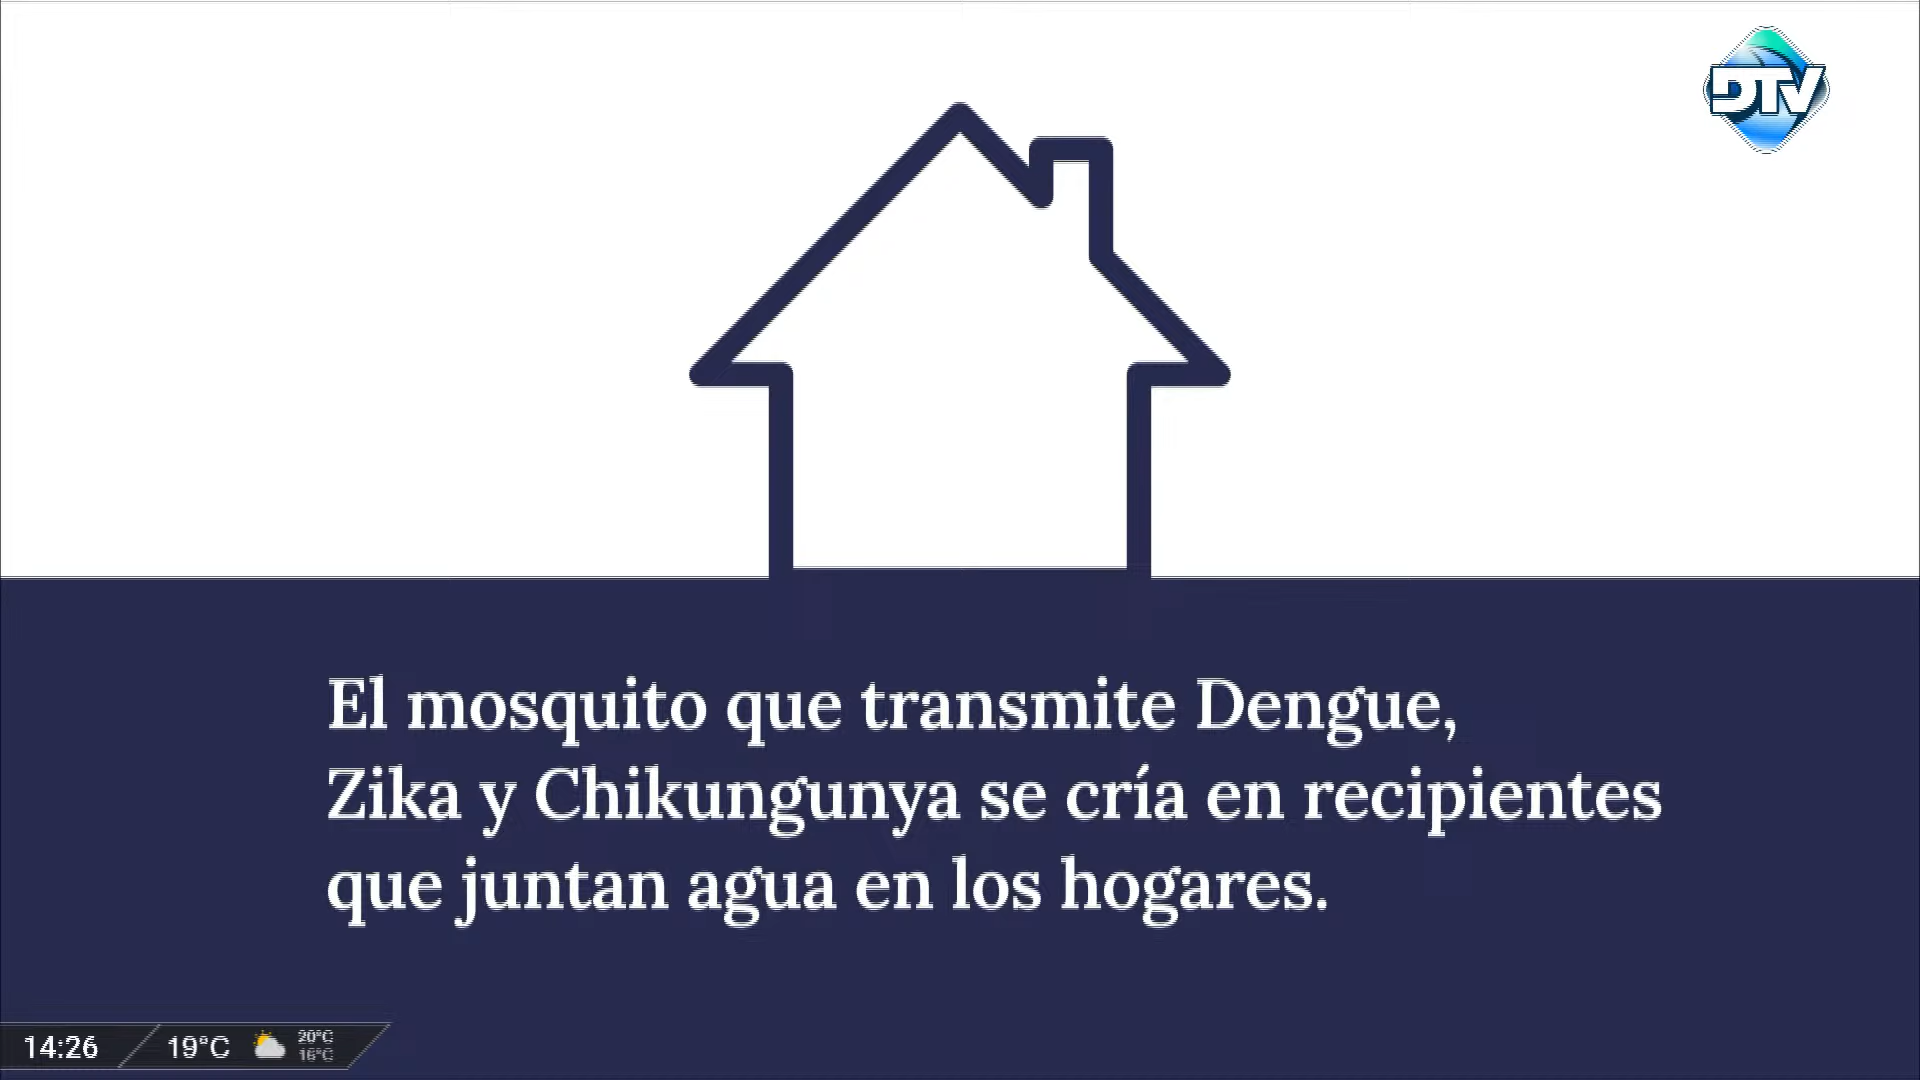 DTV
El mosquito que transmite Dengue,
Zika y Chikungunya se cría en recipientes
que juntan agua en los hogares.
14:26 19°C 20°C
16°C